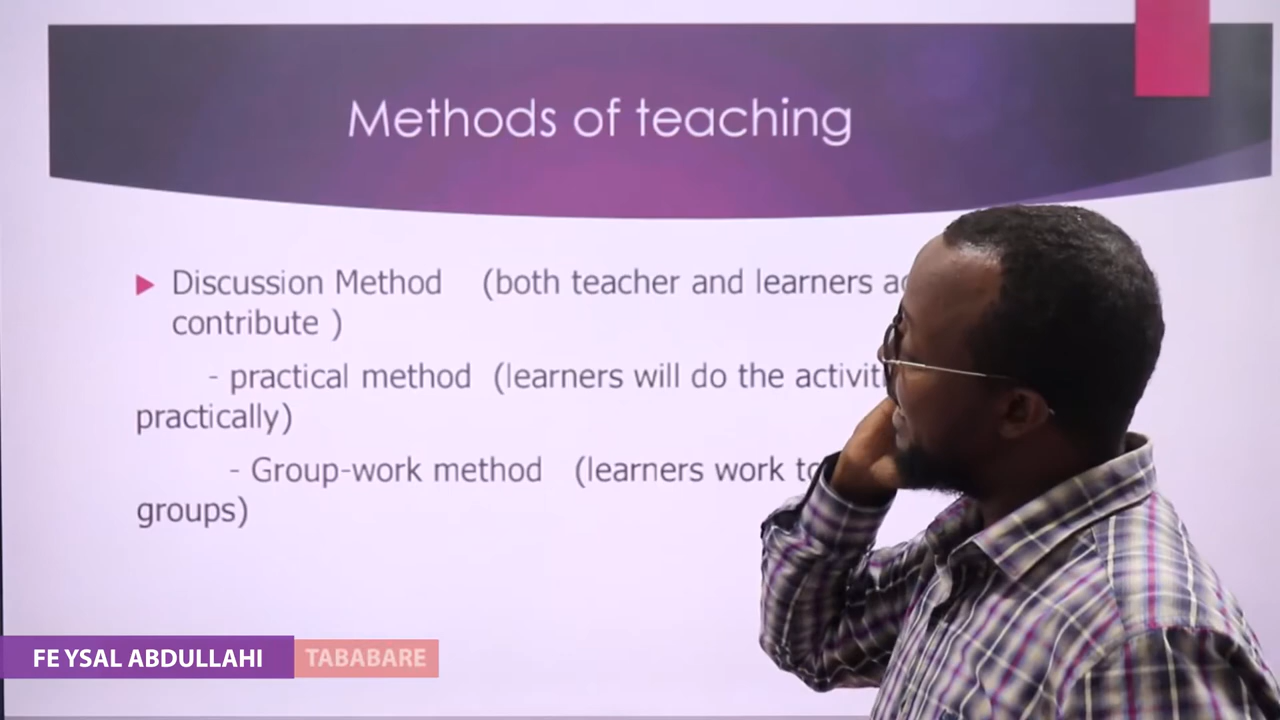 Methods of teaching
Discussion Method (both teacher and learners
contribute )
- practical method (learners will do the
practically)
- Group-work method (learners work
groups)
FE YSAL ABDULLAHI TABABARE